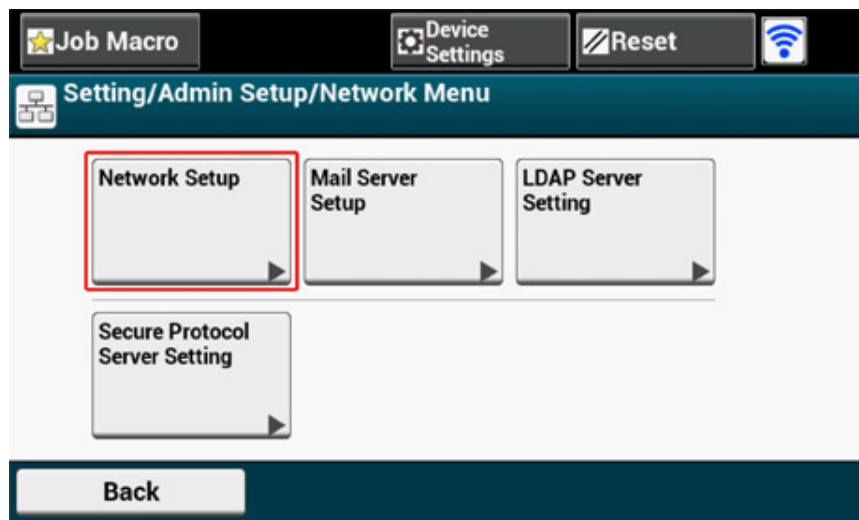 Job Macro
Device
Settings
Reset
Setting/Admin Setup/Network Menu
Network Setup
Mail Server
Setup
LDAP Server
Setting
Secure Protocol
Server Setting
Back